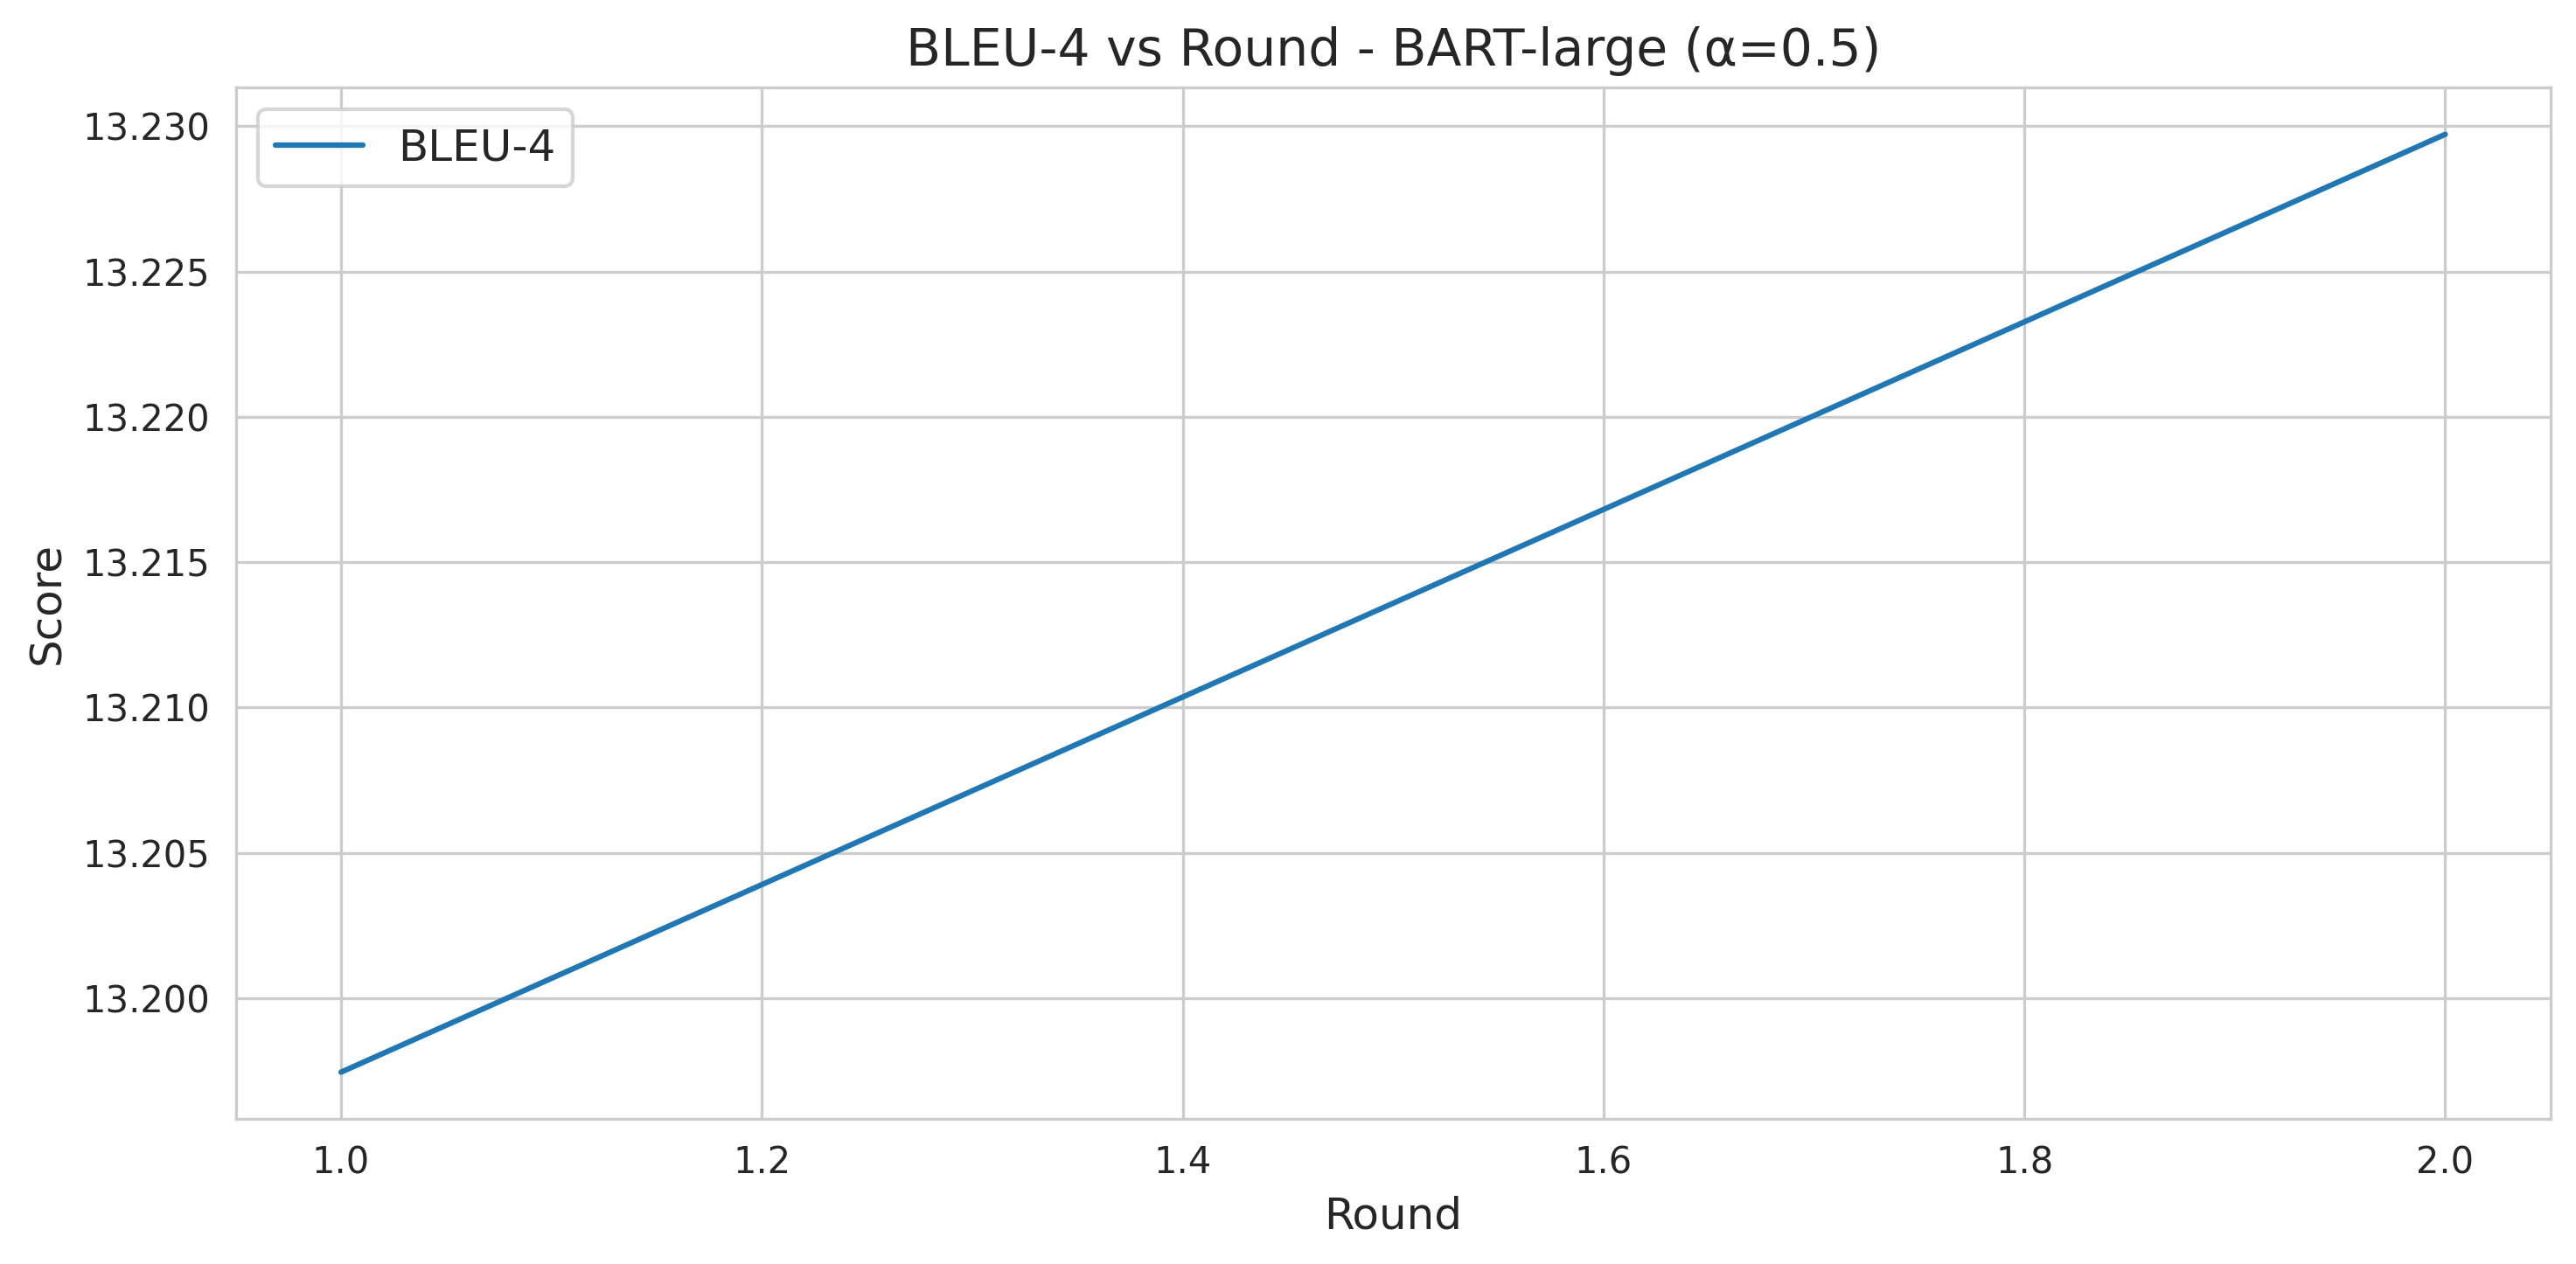 BLEU-4 vs Round - BART-large (α=0.5)
BLEU-4
Score
13.230
13.225
13.220
13.215
13.210
13.205
13.200
1.0 1.2 1.4 1.6 1.8 2.0
Round